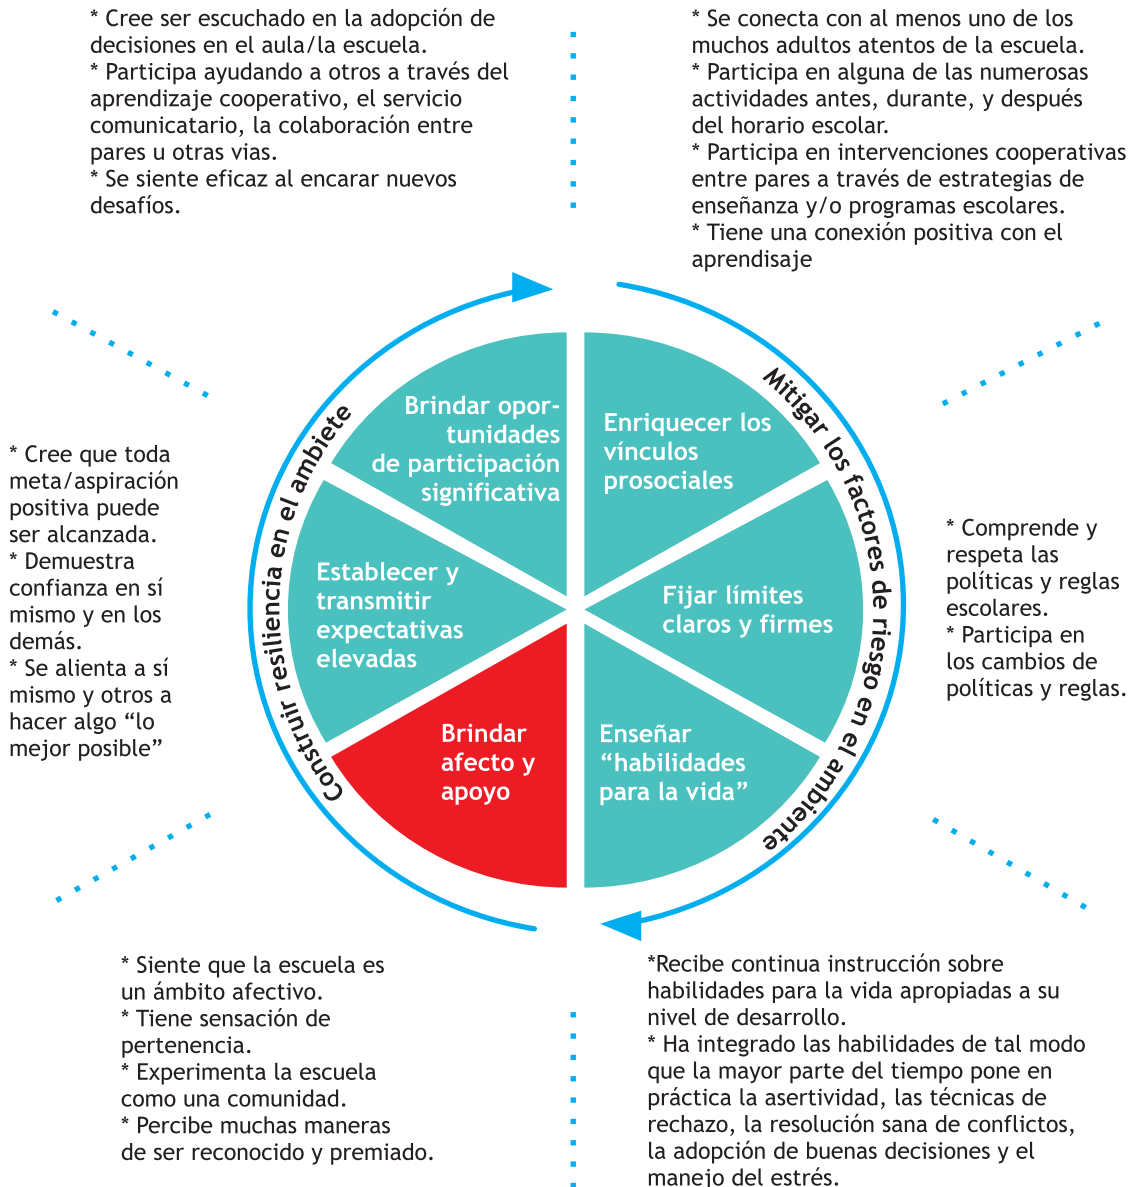 * Cree ser escuchado en la adopción de
decisiones en el aula/la escuela.
* Participa ayudando a otros a través del
aprendizaje cooperativo, el servicio
comunicatario, la colaboración entre
pares u otras vias.
* Se siente eficaz al encarar nuevos
desafíos.
* Se conecta con al menos uno de los
muchos adultos atentos de la escuela.
* Participa en alguna de las numerosas
actividades antes, durante, y después
del horario escolar.
* Participa en intervenciones cooperativas
entre pares a través de estrategias de
enseñanza y/o programas escolares.
* Tiene una conexión positiva con el
aprendisaje
* Cree que toda
meta/aspiración
positiva puede
ser alcanzada.
* Demuestra
confianza en sí
mismo y en los
demás.
* Se alienta a sí
mismo y otros a
hacer algo “lo
mejor posible”
Construir resiliencia en el ambiete
Brindar opor-
tunidades
de participación
significativa
Enriquecer los
vínculos
prosociales
Establecer y
transmitir
expectativas
elevadas
Fijar límites
claros y firmes
Brindar
afecto y
apoyo
Enseñar
“habilidades
para la vida”
Mitigar los factores de riesgo en el ambiente
* Comprende y
respeta las
políticas y reglas
escolares.
* Participa en
los cambios de
políticas y reglas.
* Siente que la escuela es
un ámbito afectivo.
* Tiene sensación de
pertenencia.
* Experimenta la escuela
como una comunidad.
* Percibe muchas maneras
de ser reconocido y premiado.
*Recibe continua instrucción sobre
habilidades para la vida apropiadas a su
nivel de desarrollo.
* Ha integrado las habilidades de tal modo
que la mayor parte del tiempo pone en
práctica la asertividad, las técnicas de
rechazo, la resolución sana de conflictos,
la adopción de buenas decisiones y el
manejo del estrés.